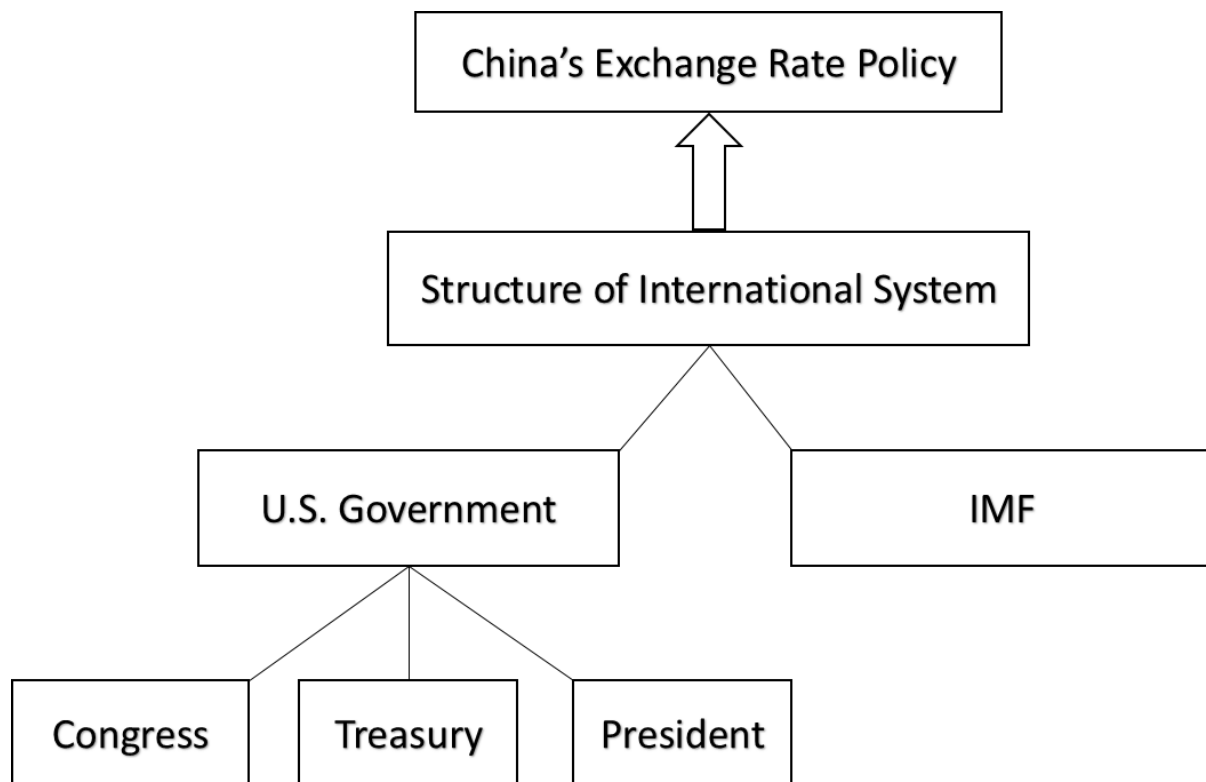 China’s Exchange Rate Policy
Structure of International System
U.S. Government
IMF
Congress
Treasury
President